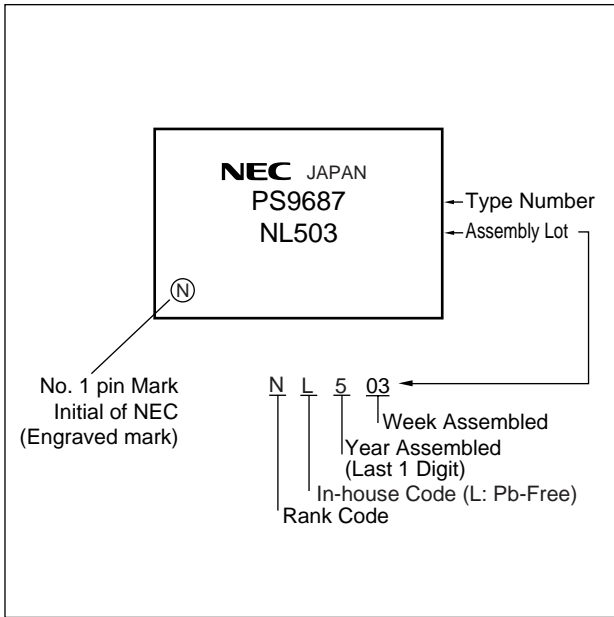 NEC JAPAN
PS9687
NL503
Type Number
Assembly Lot
N
No. 1 pin Mark
Initial of NEC
(Engraved mark)
N L 5 03
Week Assembled
Year Assembled
(Last 1 Digit)
In-house Code (L: Pb-Free)
Rank Code